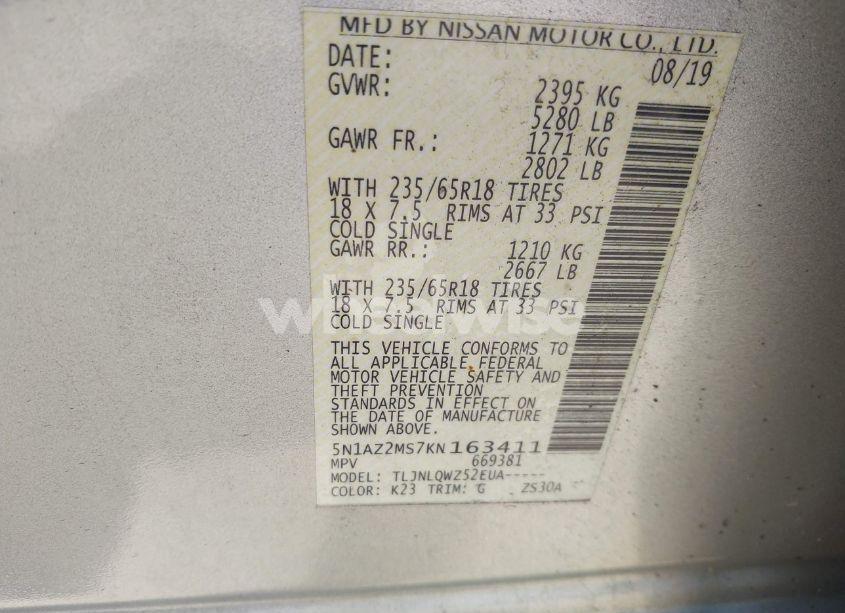 MFD BY NISSAN MOTOR CO., LTD.
DATE: 08/19
GVWR: 2395 KG
5280 LB
GAWR FR.: 1271 KG
2802 LB
WITH 235/65R18 TIRES
18 X 7.5 RIMS AT 33 PSI
COLD SINGLE
GAWR RR.: 1210 KG
2667 LB
WITH 235/65R18 TIRES
18 X 7.5 RIMS AT 33 PSI
COLD SINGLE
wheelwise
THIS VEHICLE CONFORMS TO
ALL APPLICABLE FEDERAL
MOTOR VEHICLE SAFETY AND
THEFT PREVENTION
STANDARDS IN EFFECT ON
THE DATE OF MANUFACTURE
SHOWN ABOVE.
5N1AZ2MS7KN163411
MPV 669381
MODEL: TLJNLQWZ52EUA-----
COLOR: K23 TRIM: G ZS30A